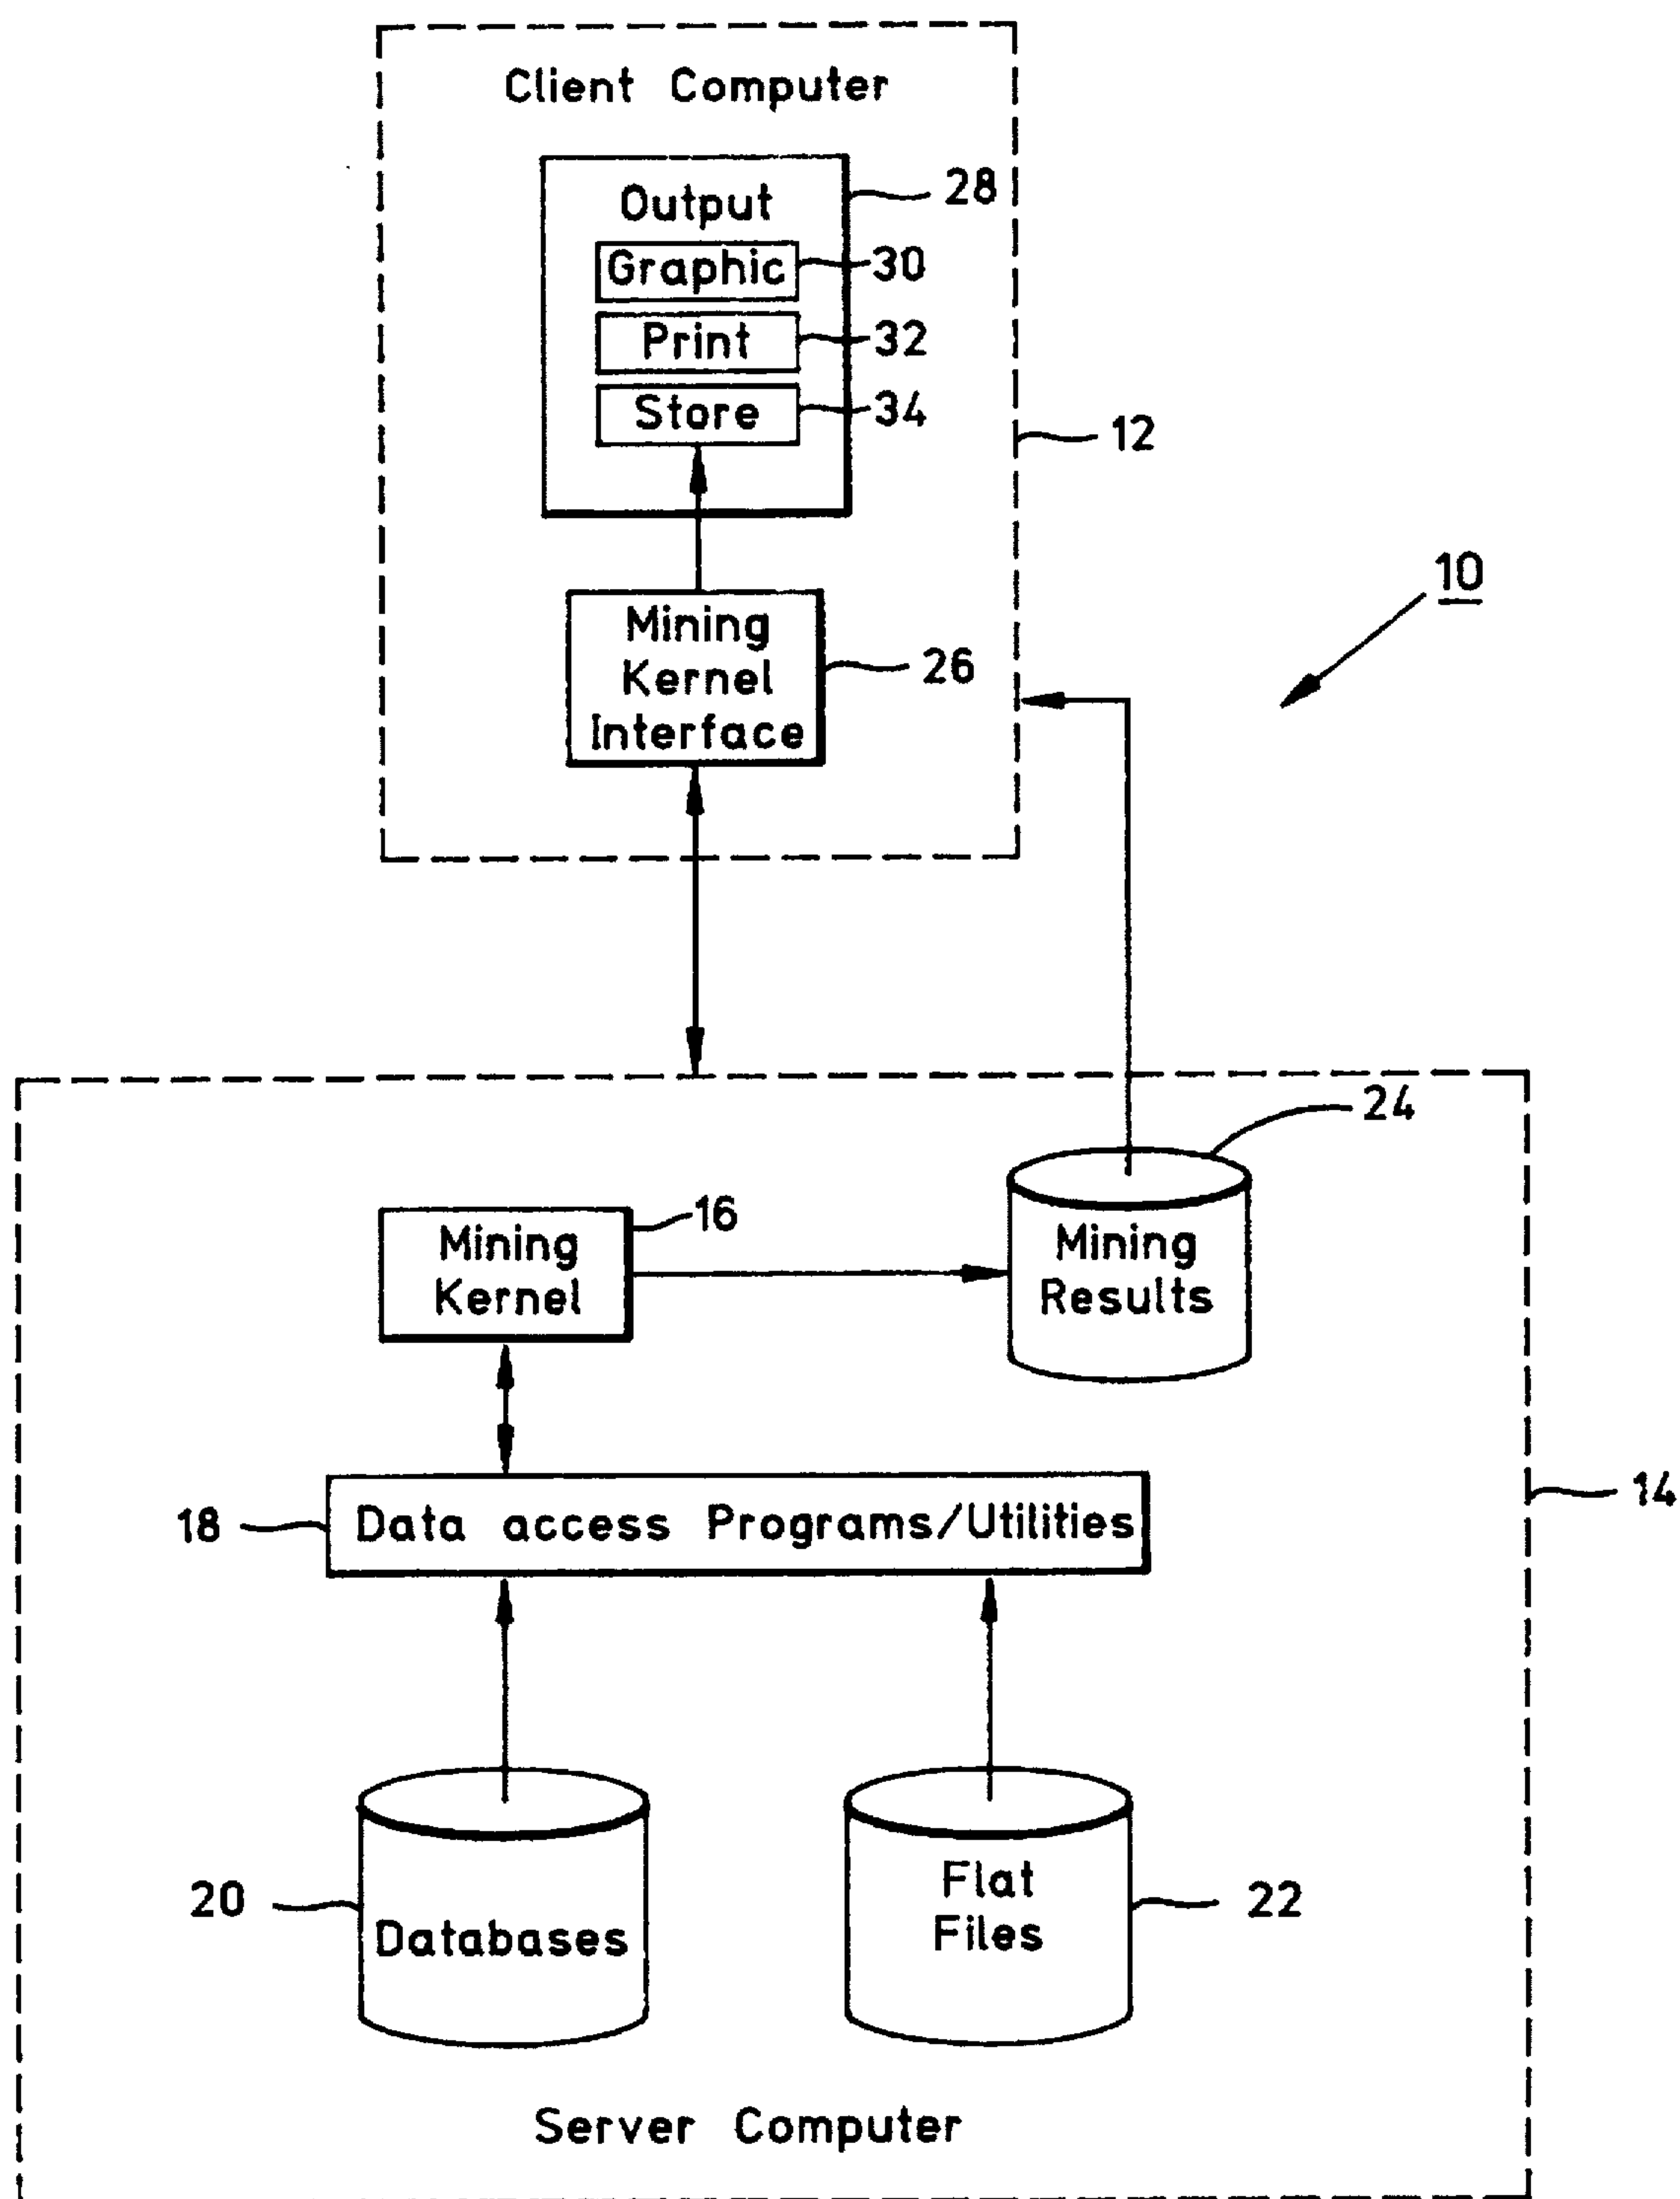 Client Computer
Output
28
Graphic
30
Print
32
Store
34
12
10
Mining
Kernel
Interface
26
24
16
Mining
Kernel
Mining
Results
14
18
Data access Programs/Utilities
20
Databases
Flat
Files
22
Server Computer